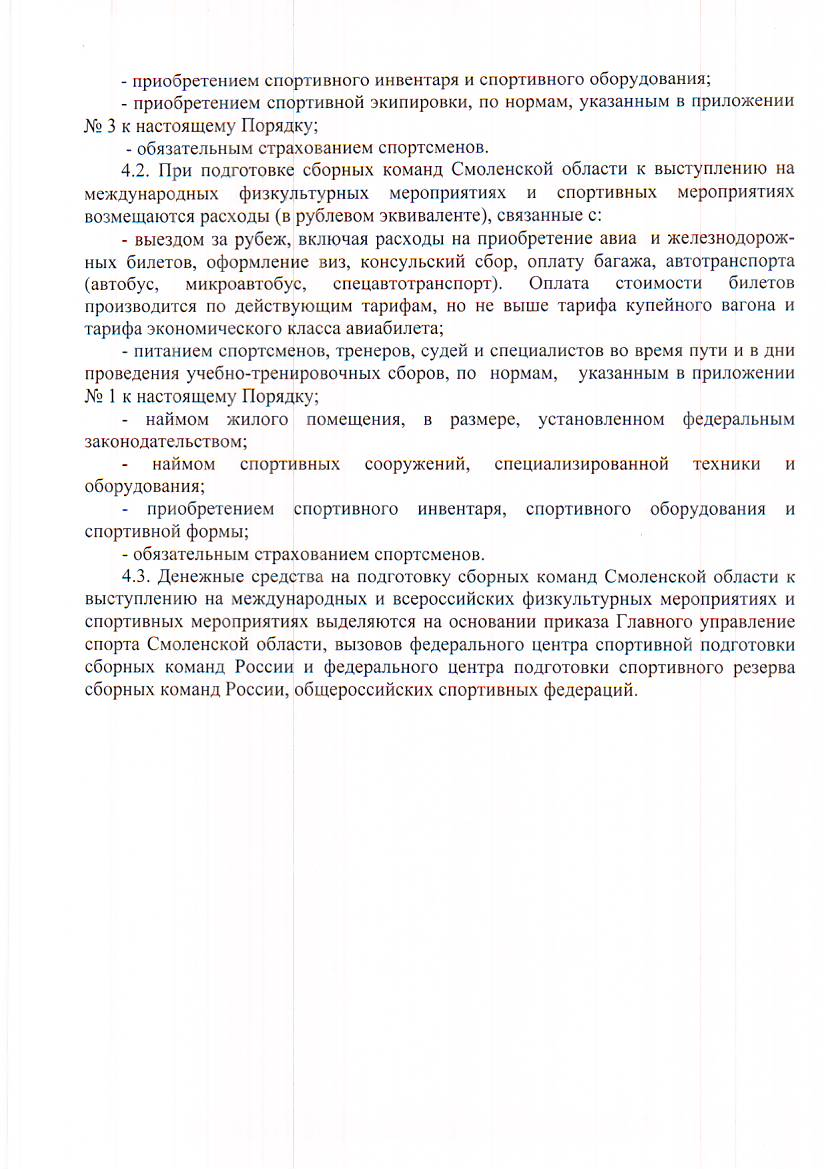 - приобретением спортивного инвентаря и спортивного оборудования;
- приобретением спортивной экипировки, по нормам, указанным в приложении
№ 3 к настоящему Порядку;
- обязательным страхованием спортсменов.
4.2. При подготовке сборных команд Смоленской области к выступлению на
международных физкультурных мероприятиях и спортивных мероприятиях
возмещаются расходы (в рублевом эквиваленте), связанные с:
- выездом за рубеж, включая расходы на приобретение авиа и железнодорож-
ных билетов, оформление виз, консульский сбор, оплату багажа, автотранспорта
(автобус, микроавтобус, спецавтотранспорт). Оплата стоимости билетов
производится по действующим тарифам, но не выше тарифа купейного вагона и
тарифа экономического класса авиабилета;
- питанием спортсменов, тренеров, судей и специалистов во время пути и в дни
проведения учебно-тренировочных сборов, по нормам, указанным в приложении
№ 1 к настоящему Порядку;
- наймом жилого помещения, в размере, установленном федеральным
законодательством;
- наймом спортивных сооружений, специализированной техники и
оборудования;
- приобретением спортивного инвентаря, спортивного оборудования и
спортивной формы;
- обязательным страхованием спортсменов.
4.3. Денежные средства на подготовку сборных команд Смоленской области к
выступлению на международных и всероссийских физкультурных мероприятиях и
спортивных мероприятиях выделяются на основании приказа Главного управление
спорта Смоленской области, вызовов федерального центра спортивной подготовки
сборных команд России и федерального центра подготовки спортивного резерва
сборных команд России, общероссийских спортивных федераций.